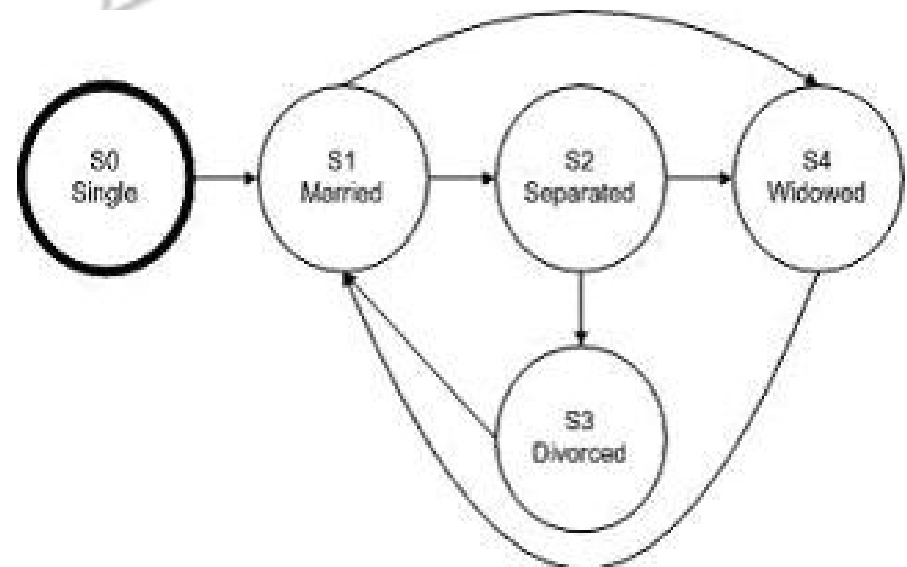 S0
Single
S1
Married
S2
Separated
S4
Widowed
S3
Divorced